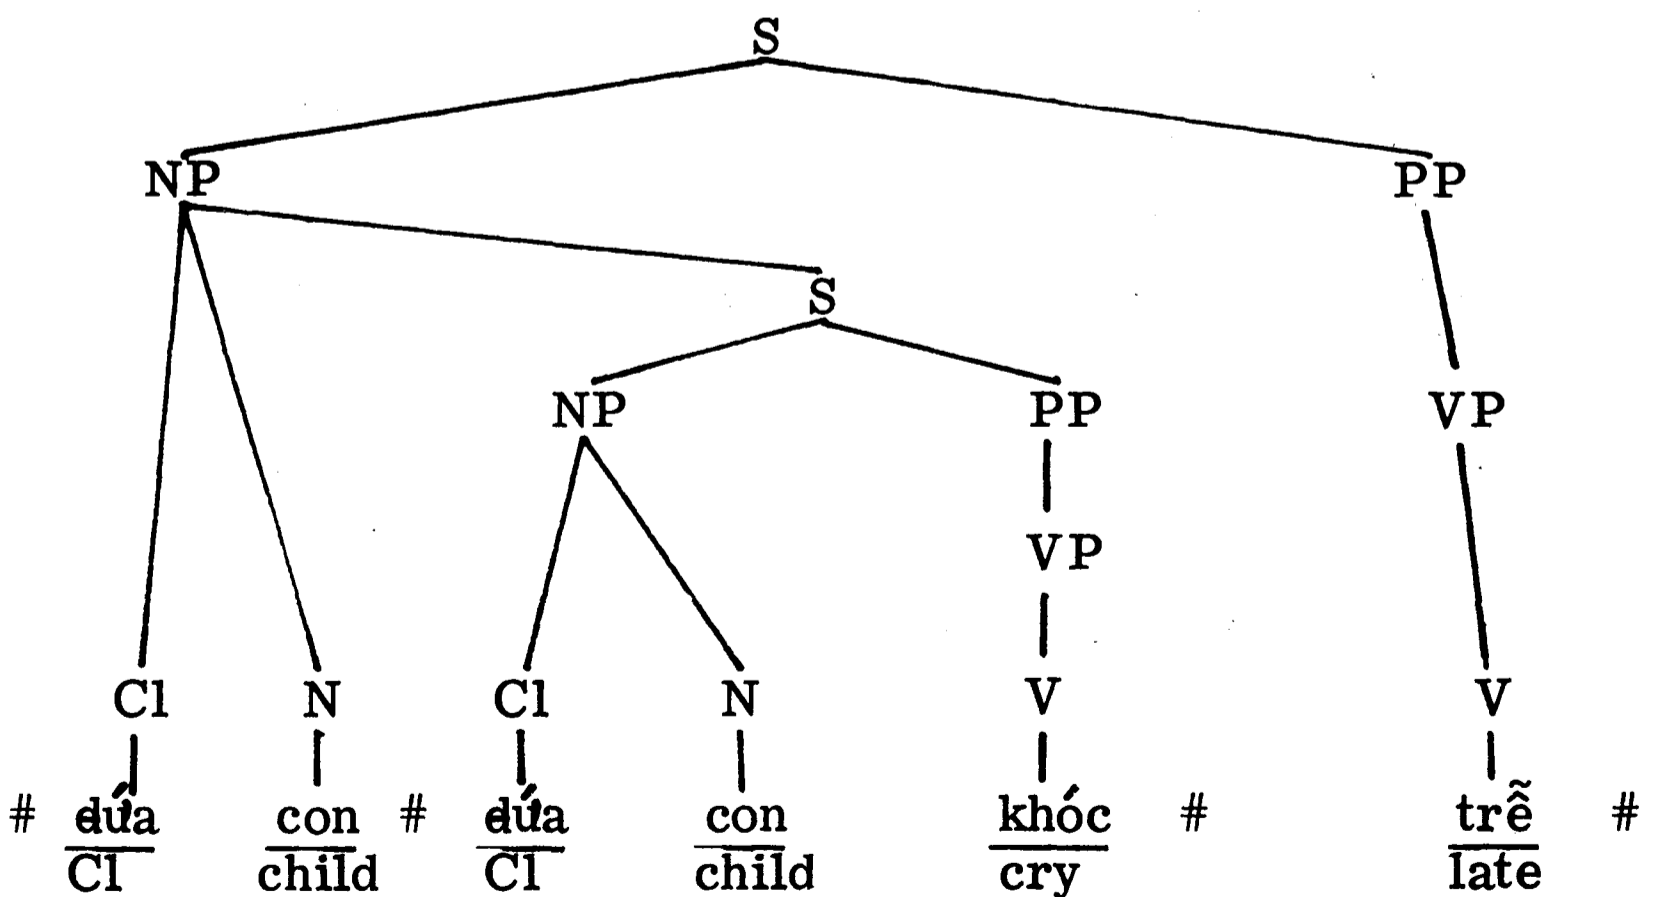 S
NP PP
S
NP PP VP
VP
Cl N Cl N V V
# đứa con # đứa con khóc # trễ #
Cl child Cl child cry late